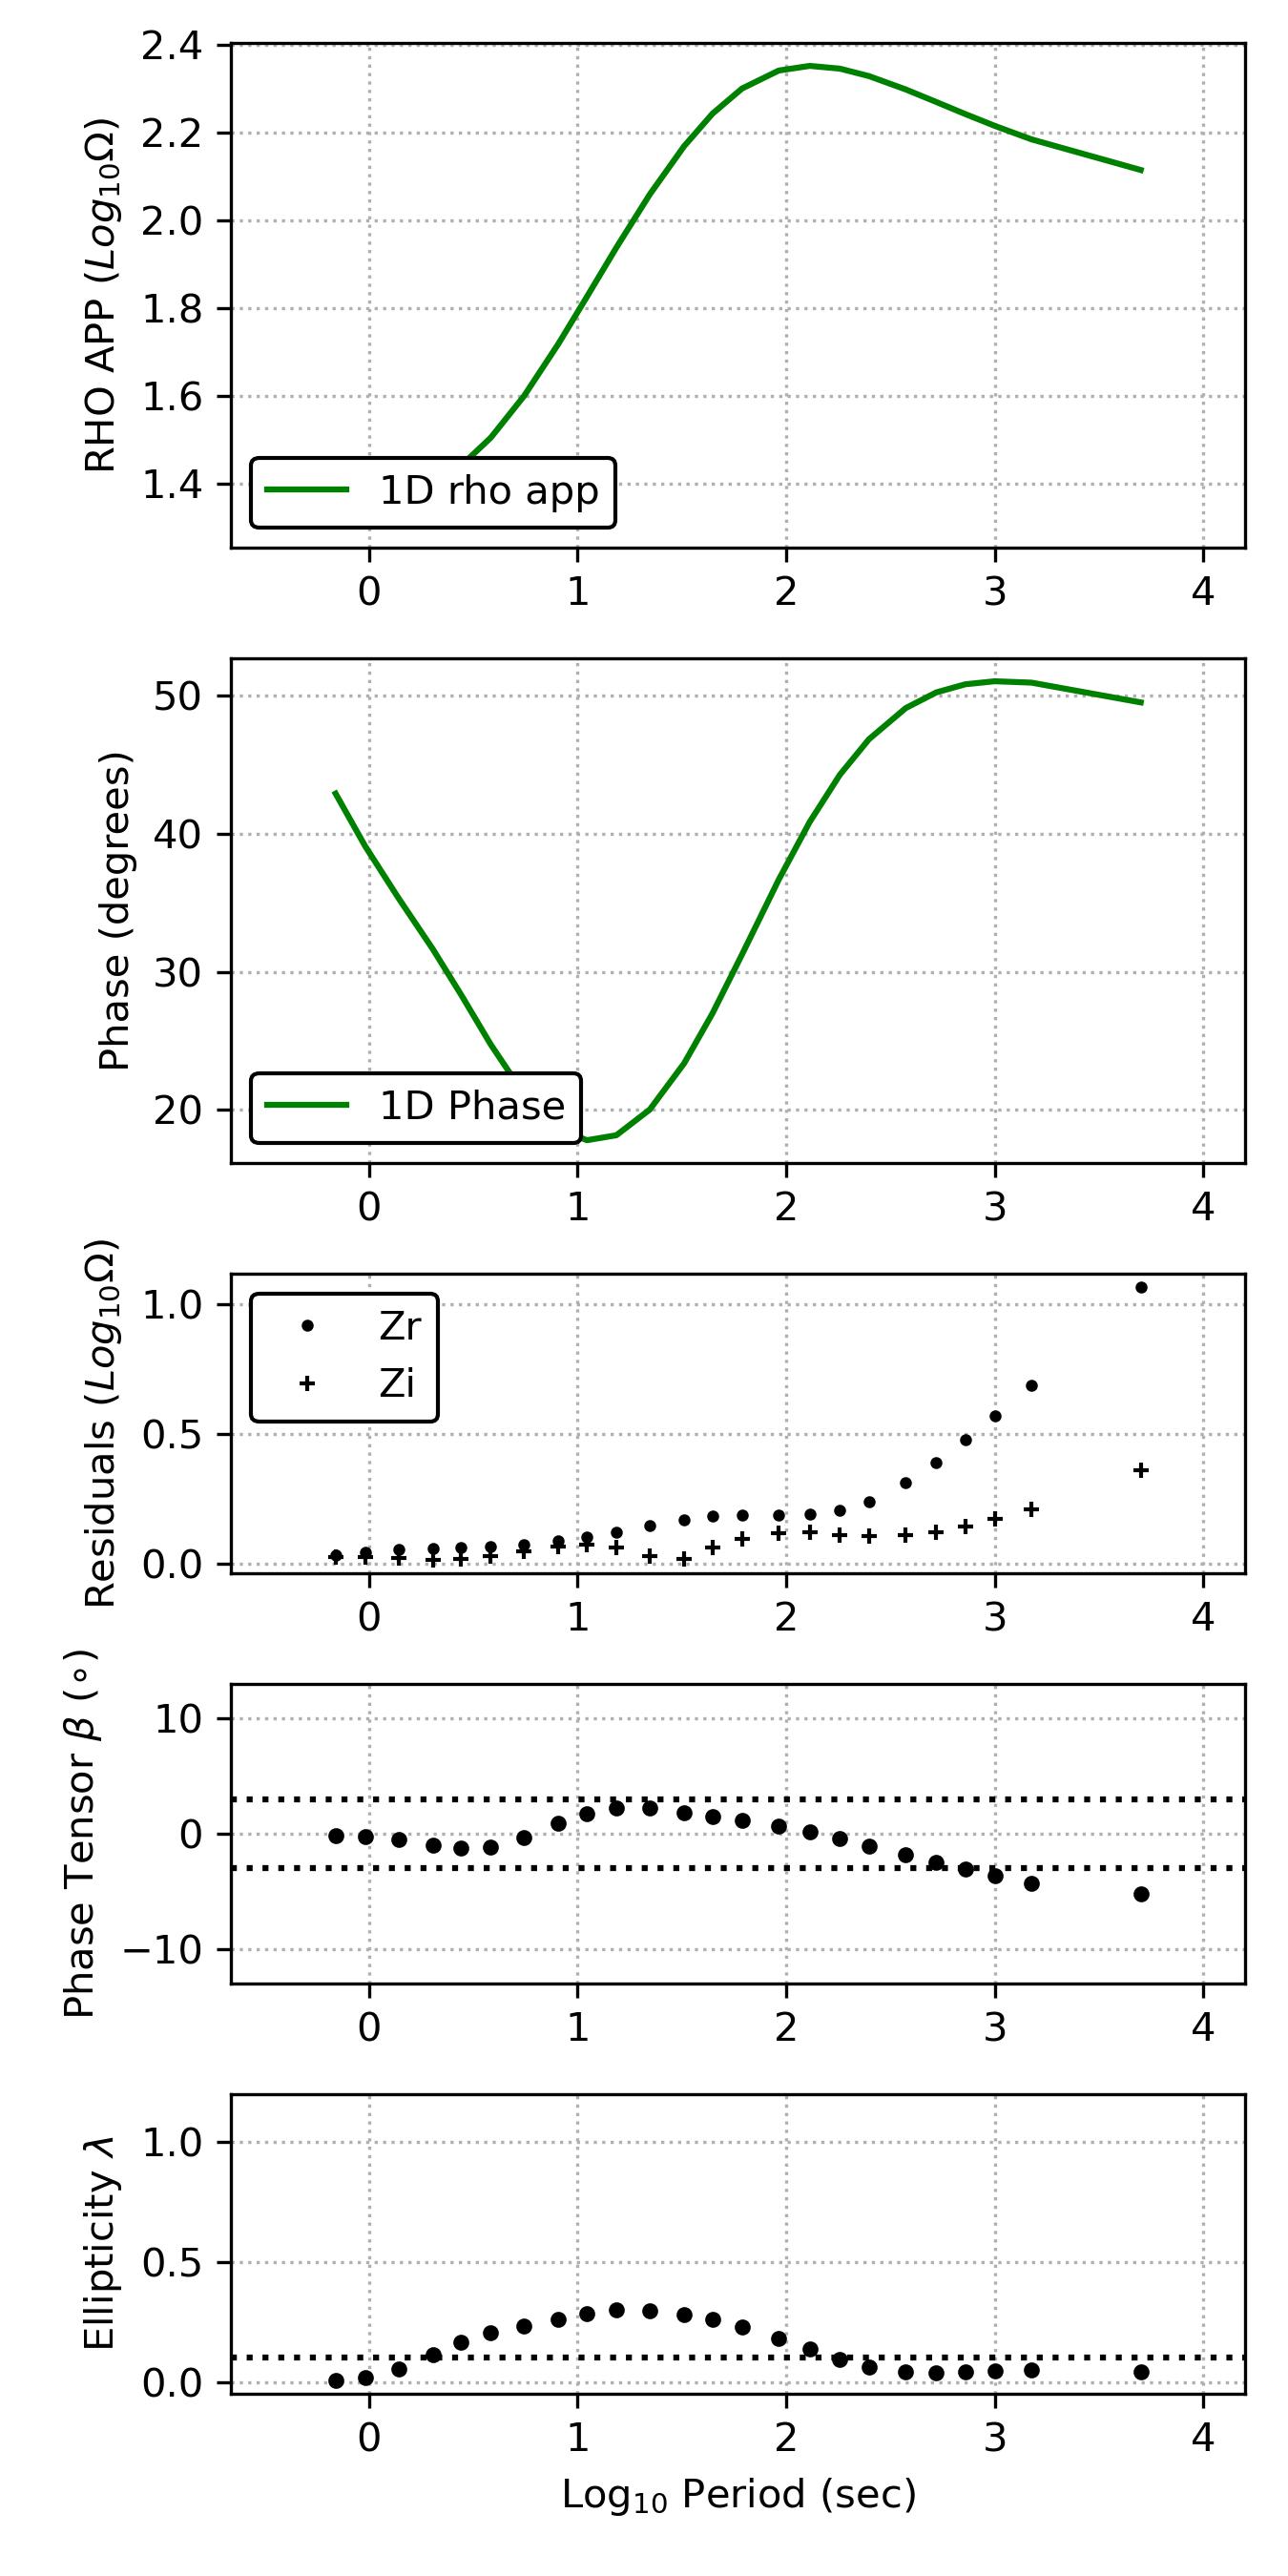 2.4
2.2
2.0
1.8
1.6
1.4
RHO APP (Log₁₀Ω)
1D rho app
0 1 2 3 4
50
40
30
20
Phase (degrees)
1D Phase
0 1 2 3 4
1.0
0.5
0.0
Residuals (Log₁₀Ω)
Zr
Zi
0 1 2 3 4
10
0
−10
Phase Tensor β (∘)
0 1 2 3 4
1.0
0.5
0.0
Ellipticity λ
0 1 2 3 4
Log₁₀ Period (sec)